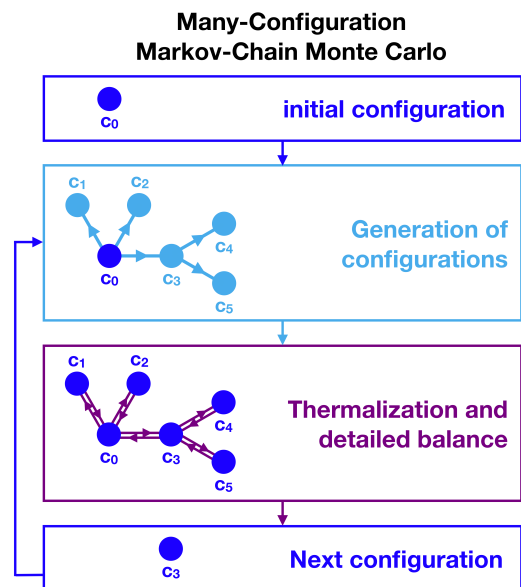 Many-Configuration
Markov-Chain Monte Carlo
c₀
initial configuration
c₁ c₂
c₄
Generation of
configurations
c₀ c₃
c₅
c₁ c₂
c₄
Thermalization and
detailed balance
c₀ c₃
c₅
Next configuration
c₃